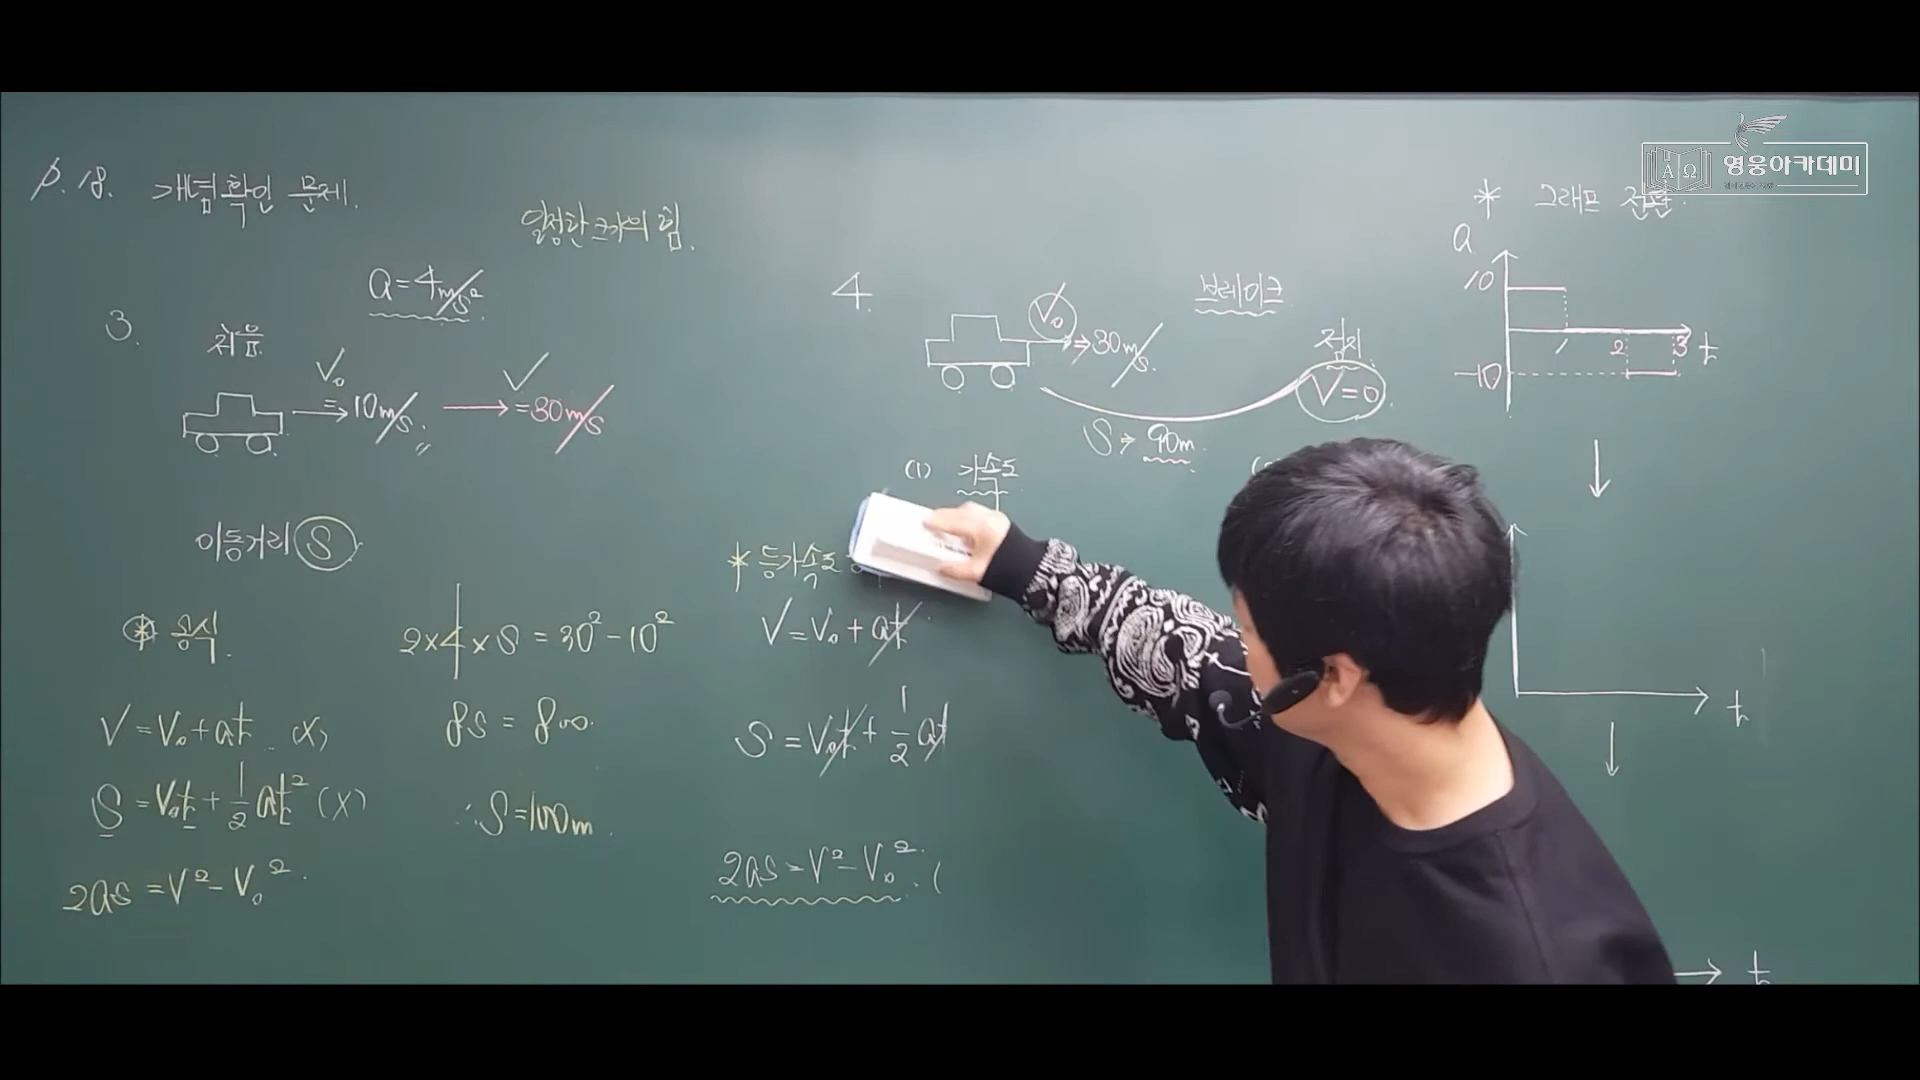 p.18. 개념확인 문제.
일정한 크기의 힘.
a=4m/s²
3.
처음
V₀
V
=10m/s.
=30m/s
이동거리 S
* 공식.
V=V₀+at (X)
S=V₀t+1/2at² (X)
2as=V²-V₀².
2×4×S=30²-10²
8S=800.
∴S=100m.
4.
V₀
⇒30m/s.
브레이크
정지
V=0
S⇒90m
(1) 가속도
* 등가속도
V=V₀+at
S=V₀t+1/2at
2as=V²-V₀².(
영웅아카데미
* 그래프 전환.
a
10
1 2 3 t
-10
t
t